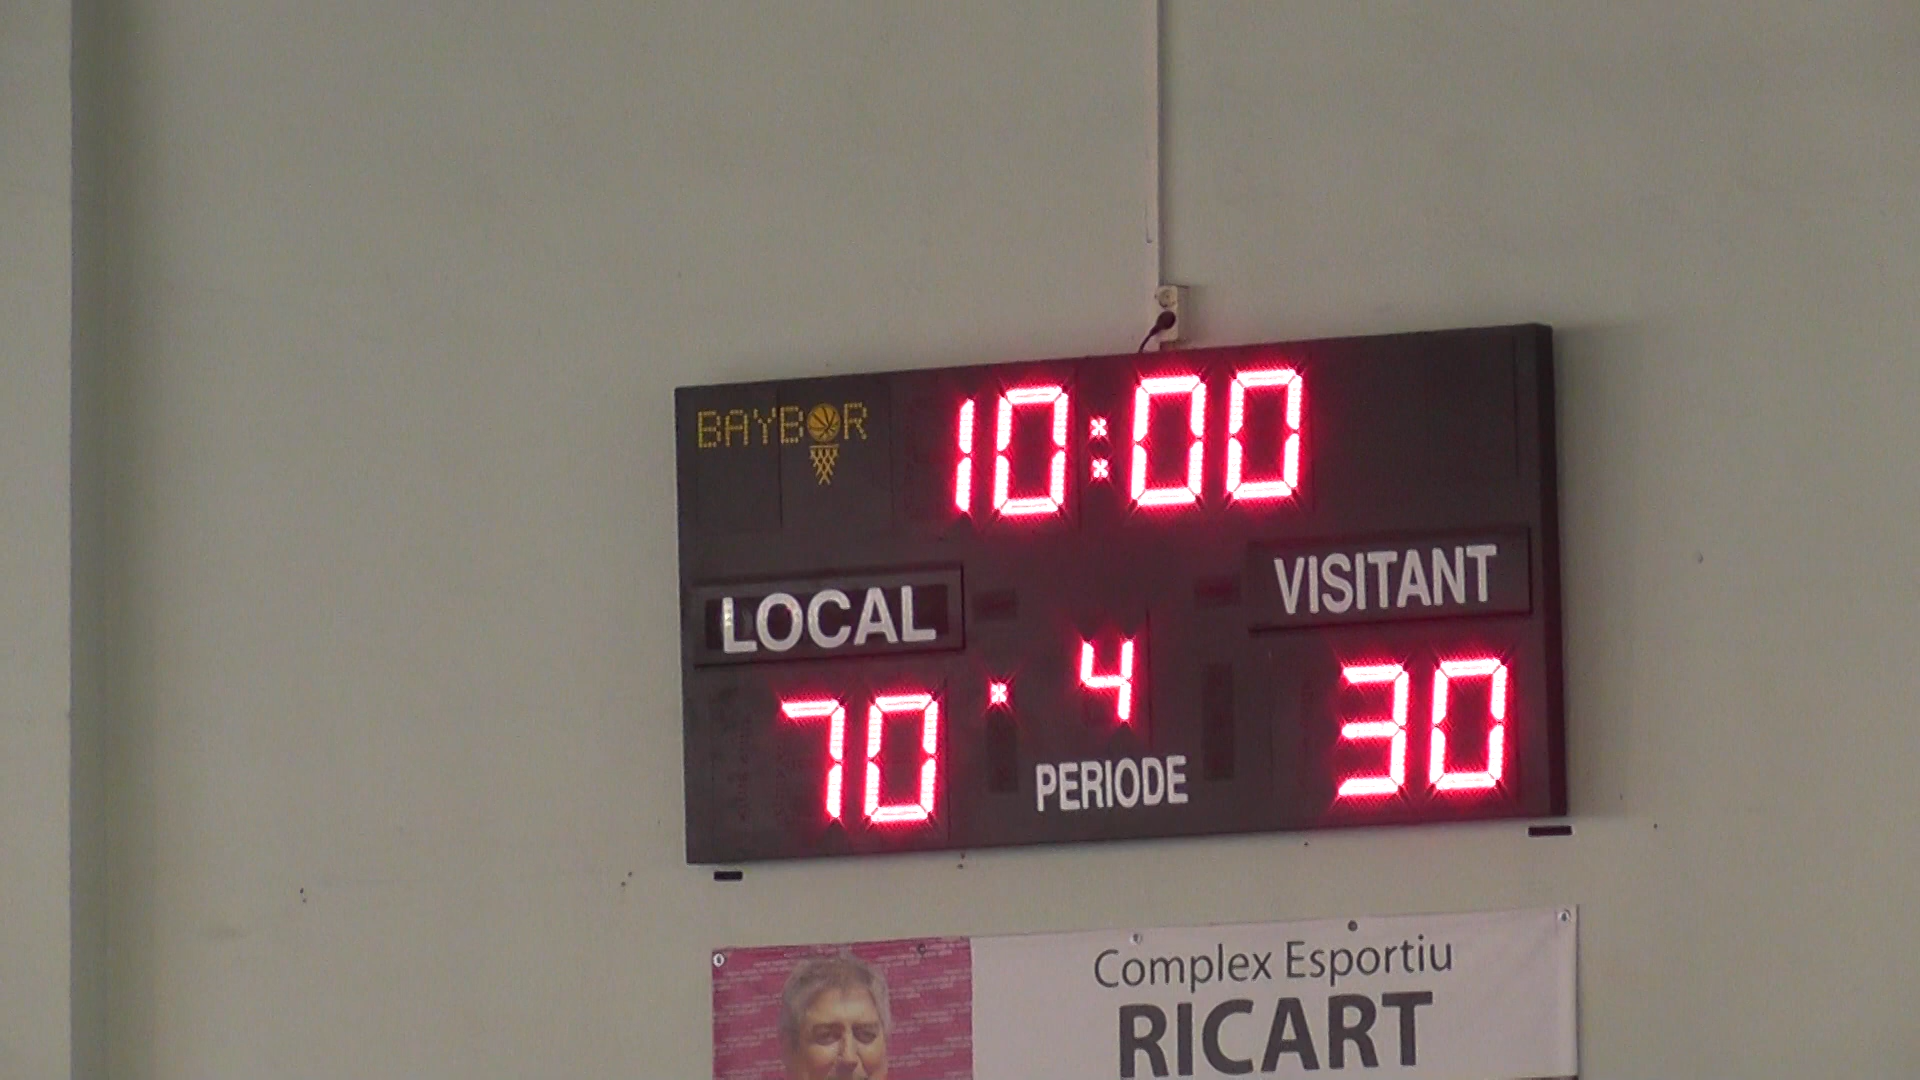 BAYBOR
10:00
LOCAL
VISITANT
70
4
30
PERIODE
Complex Esportiu
RICART